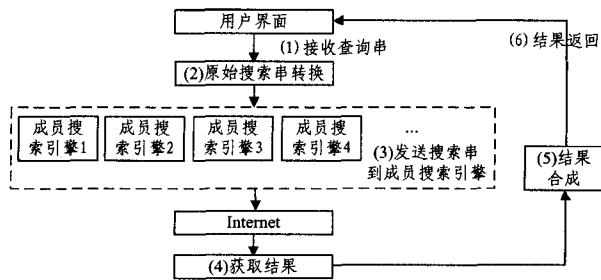 用户界面
(1)接收查询串
(6)结果返回
(2)原始搜索串转换
成员搜
索引擎1
成员搜
索引擎2
成员搜
索引擎3
成员搜
索引擎4
...
(3)发送搜索串
到成员搜索引擎
(5)结果
合成
Internet
(4)获取结果